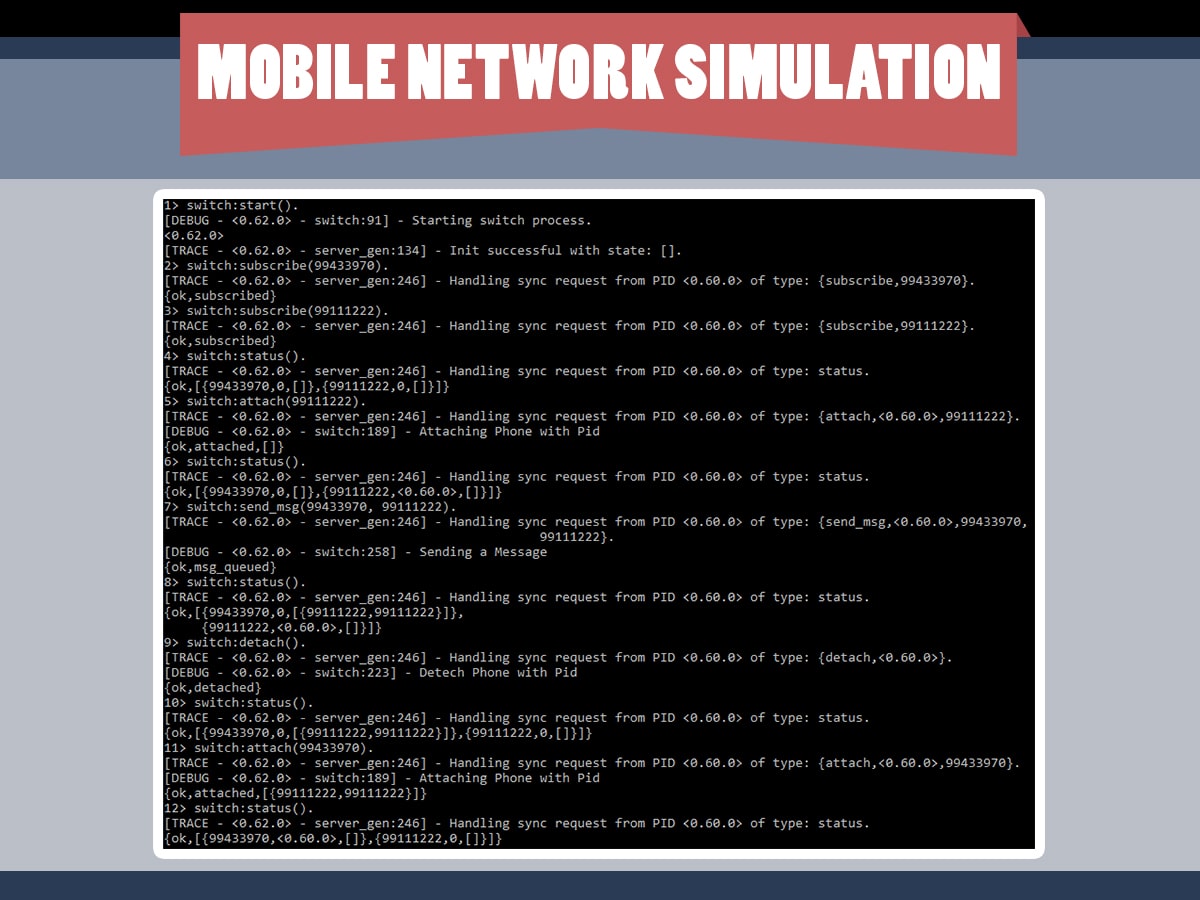 MOBILE NETWORK SIMULATION
1> switch:start().
[DEBUG - <0.62.0> - switch:91] - Starting switch process.
<0.62.0>
[TRACE - <0.62.0> - server_gen:134] - Init successful with state: [].
2> switch:subscribe(99433970).
[TRACE - <0.62.0> - server_gen:246] - Handling sync request from PID <0.60.0> of type: {subscribe,99433970}.
{ok,subscribed}
3> switch:subscribe(99111222).
[TRACE - <0.62.0> - server_gen:246] - Handling sync request from PID <0.60.0> of type: {subscribe,99111222}.
{ok,subscribed}
4> switch:status().
[TRACE - <0.62.0> - server_gen:246] - Handling sync request from PID <0.60.0> of type: status.
{ok,[{99433970,0,[]},{99111222,0,[]}]}
5> switch:attach(99111222).
[TRACE - <0.62.0> - server_gen:246] - Handling sync request from PID <0.60.0> of type: {attach,<0.60.0>,99111222}.
[DEBUG - <0.62.0> - switch:189] - Attaching Phone with Pid
{ok,attached,[]}
6> switch:status().
[TRACE - <0.62.0> - server_gen:246] - Handling sync request from PID <0.60.0> of type: status.
{ok,[{99433970,0,[]},{99111222,<0.60.0>,[]}]}
7> switch:send_msg(99433970, 99111222).
[TRACE - <0.62.0> - server_gen:246] - Handling sync request from PID <0.60.0> of type: {send_msg,<0.60.0>,99433970,
99111222}.
[DEBUG - <0.62.0> - switch:258] - Sending a Message
{ok,msg_queued}
8> switch:status().
[TRACE - <0.62.0> - server_gen:246] - Handling sync request from PID <0.60.0> of type: status.
{ok,[{99433970,0,[{99111222,99111222}]},
{99111222,<0.60.0>,[]}]}
9> switch:detach().
[TRACE - <0.62.0> - server_gen:246] - Handling sync request from PID <0.60.0> of type: {detach,<0.60.0>}.
[DEBUG - <0.62.0> - switch:223] - Detech Phone with Pid
{ok,detached}
10> switch:status().
[TRACE - <0.62.0> - server_gen:246] - Handling sync request from PID <0.60.0> of type: status.
{ok,[{99433970,0,[{99111222,99111222}]},{99111222,0,[]}]}
11> switch:attach(99433970).
[TRACE - <0.62.0> - server_gen:246] - Handling sync request from PID <0.60.0> of type: {attach,<0.60.0>,99433970}.
[DEBUG - <0.62.0> - switch:189] - Attaching Phone with Pid
{ok,attached,[{99111222,99111222}]}
12> switch:status().
[TRACE - <0.62.0> - server_gen:246] - Handling sync request from PID <0.60.0> of type: status.
{ok,[{99433970,<0.60.0>,[]},{99111222,0,[]}]}